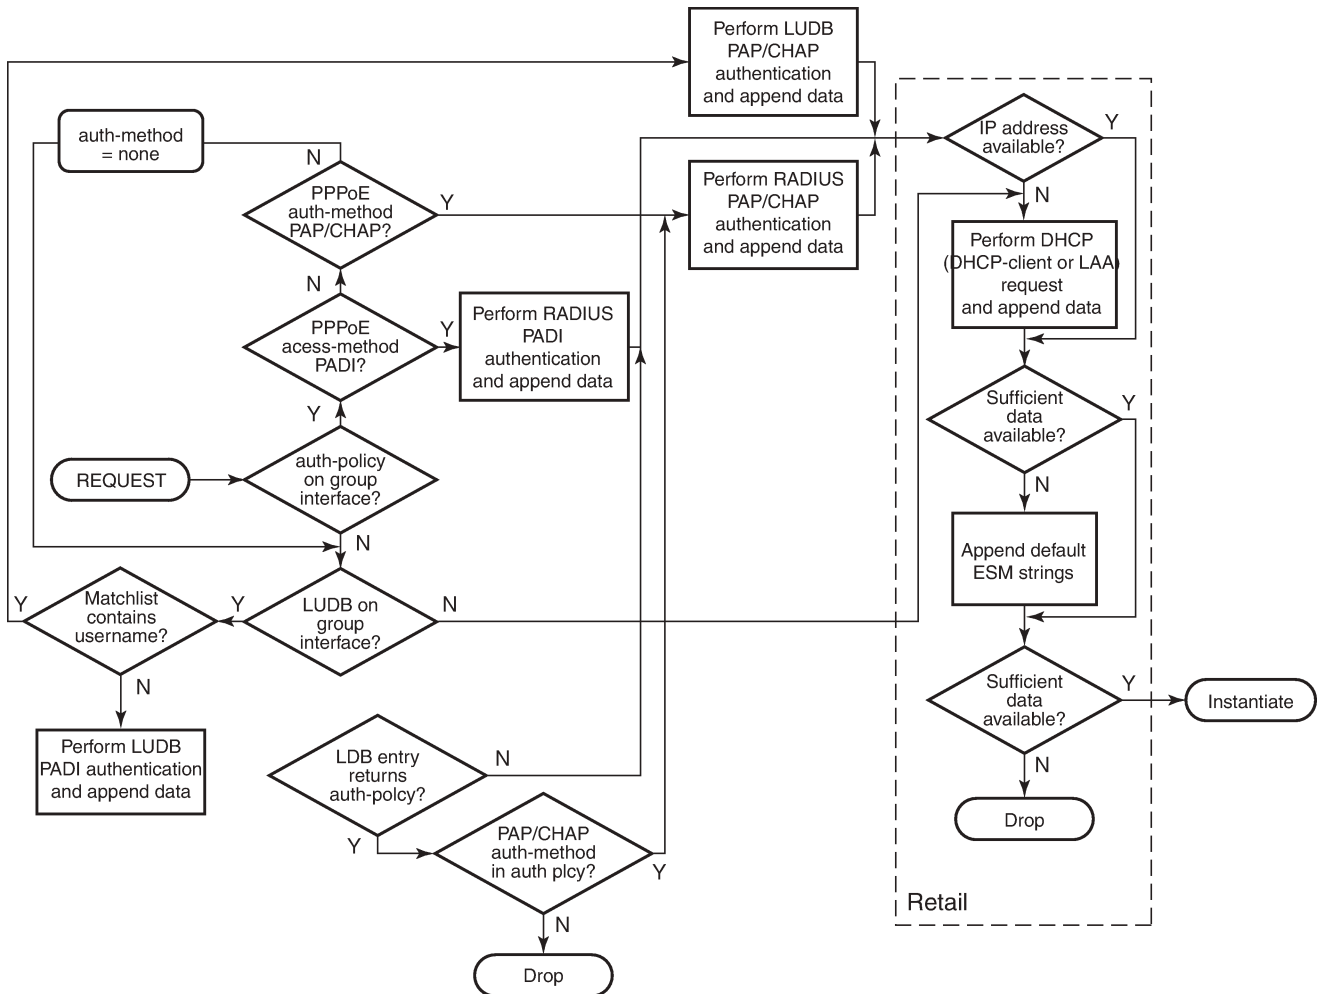 Perform LUDB
PAP/CHAP
authentication
and append data
auth-method
= none
N
PPPoE
auth-method
PAP/CHAP?
Y
Perform RADIUS
PAP/CHAP
authentication
and append data
N
PPPoE
acess-method
PADI?
Y
Perform RADIUS
PADI
authentication
and append data
Y
REQUEST
auth-policy
on group
interface?
N
LUDB on
group
interface?
Y
N
Matchlist
contains
username?
Y
N
Perform LUDB
PADI authentication
and append data
LDB entry
returns
auth-polcy?
N
Y
PAP/CHAP
auth-method
in auth plcy?
Y
N
Drop
IP address
available?
Y
N
Perform DHCP
(DHCP-client or LAA)
request
and append data
Sufficient
data
available?
Y
N
Append default
ESM strings
Sufficient
data
available?
Y
Instantiate
N
Drop
Retail